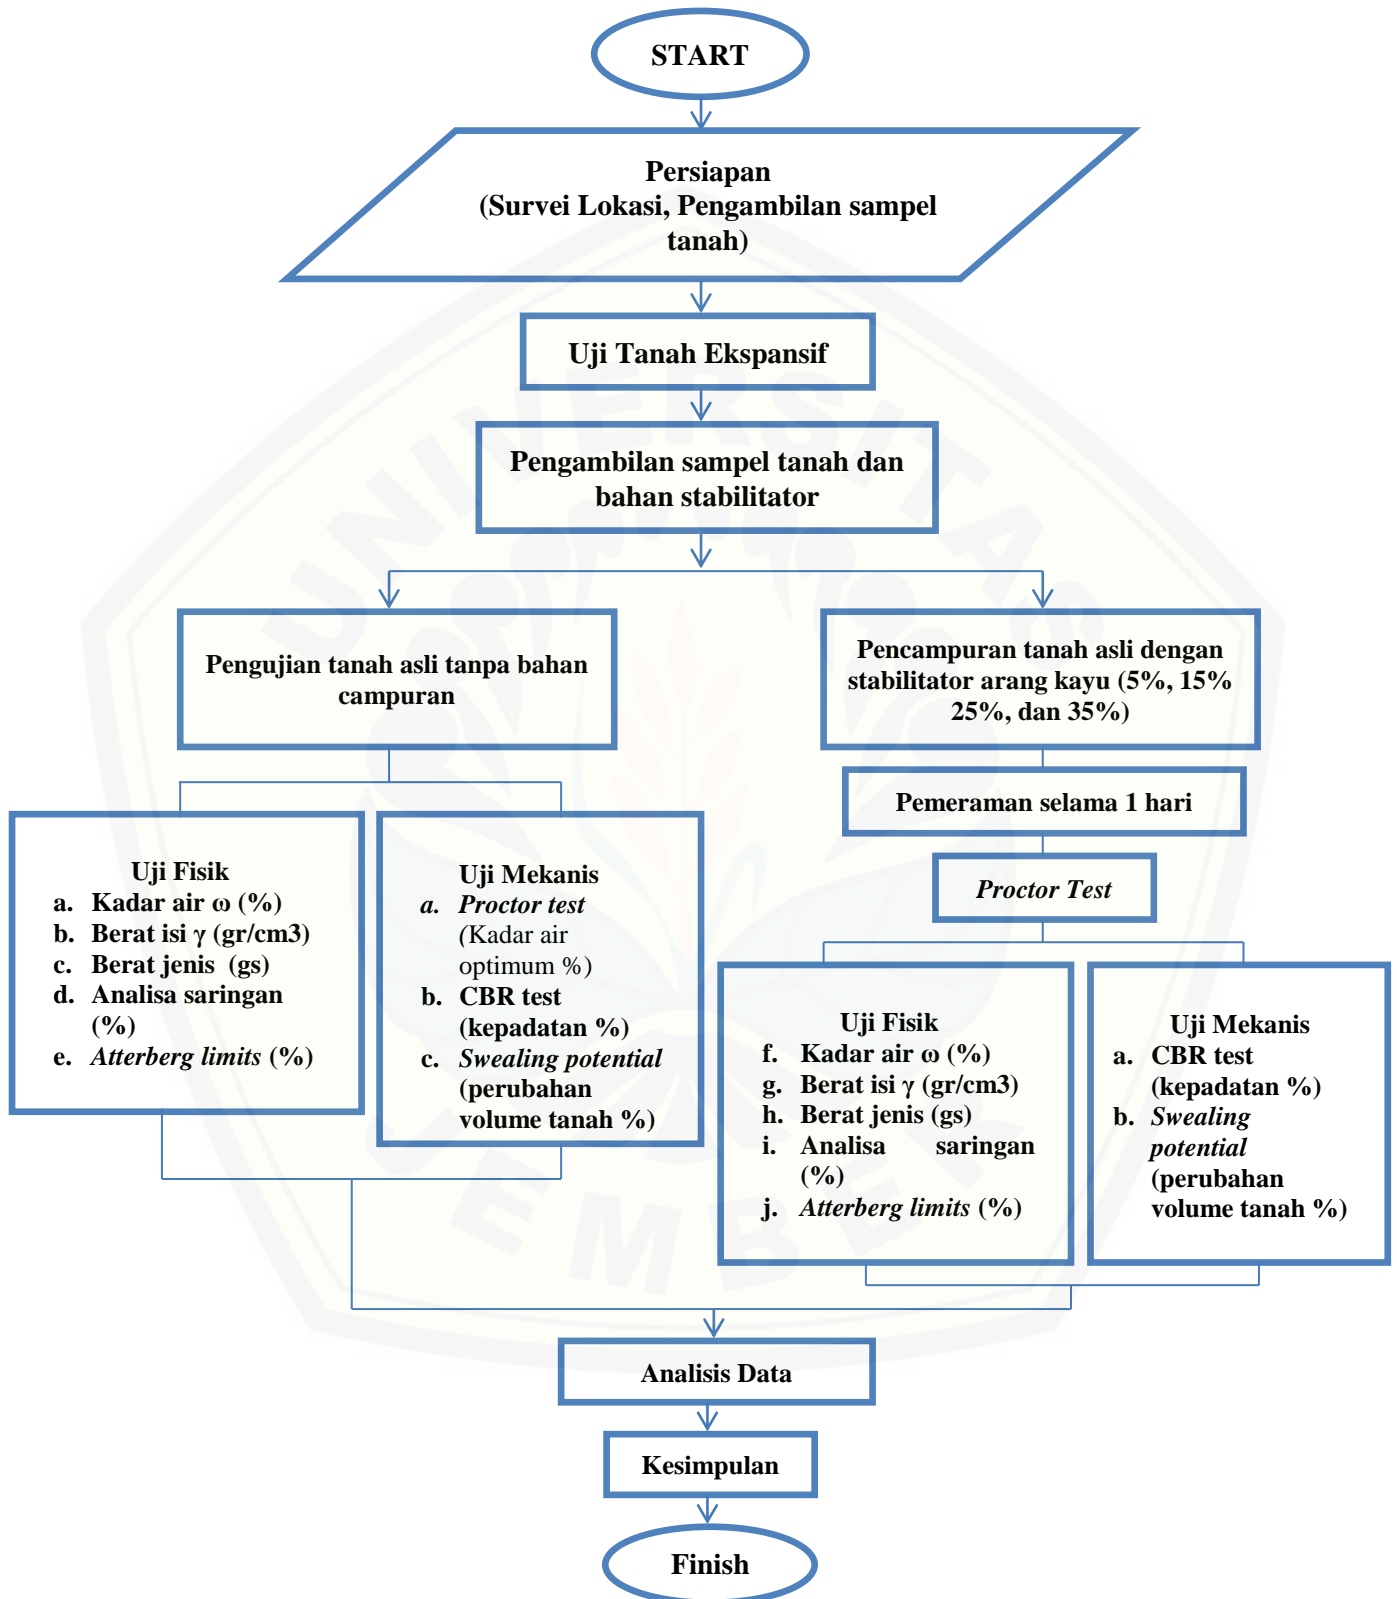 START
Persiapan
(Survei Lokasi, Pengambilan sampel
tanah)
Uji Tanah Ekspansif
Pengambilan sampel tanah dan
bahan stabilitator
Pengujian tanah asli tanpa bahan
campuran
Pencampuran tanah asli dengan
stabilitator arang kayu (5%, 15%
25%, dan 35%)
Pemeraman selama 1 hari
Proctor Test
Uji Fisik
a. Kadar air ω (%)
b. Berat isi γ (gr/cm3)
c. Berat jenis (gs)
d. Analisa saringan
(%)
e. Atterberg limits (%)
Uji Mekanis
a. Proctor test
(Kadar air
optimum %)
b. CBR test
(kepadatan %)
c. Swealing potential
(perubahan
volume tanah %)
Uji Fisik
f. Kadar air ω (%)
g. Berat isi γ (gr/cm3)
h. Berat jenis (gs)
i. Analisa saringan
(%)
j. Atterberg limits (%)
Uji Mekanis
a. CBR test
(kepadatan %)
b. Swealing
potential
(perubahan
volume tanah %)
Analisis Data
Kesimpulan
Finish
UNIVERSITAS
JEMBER